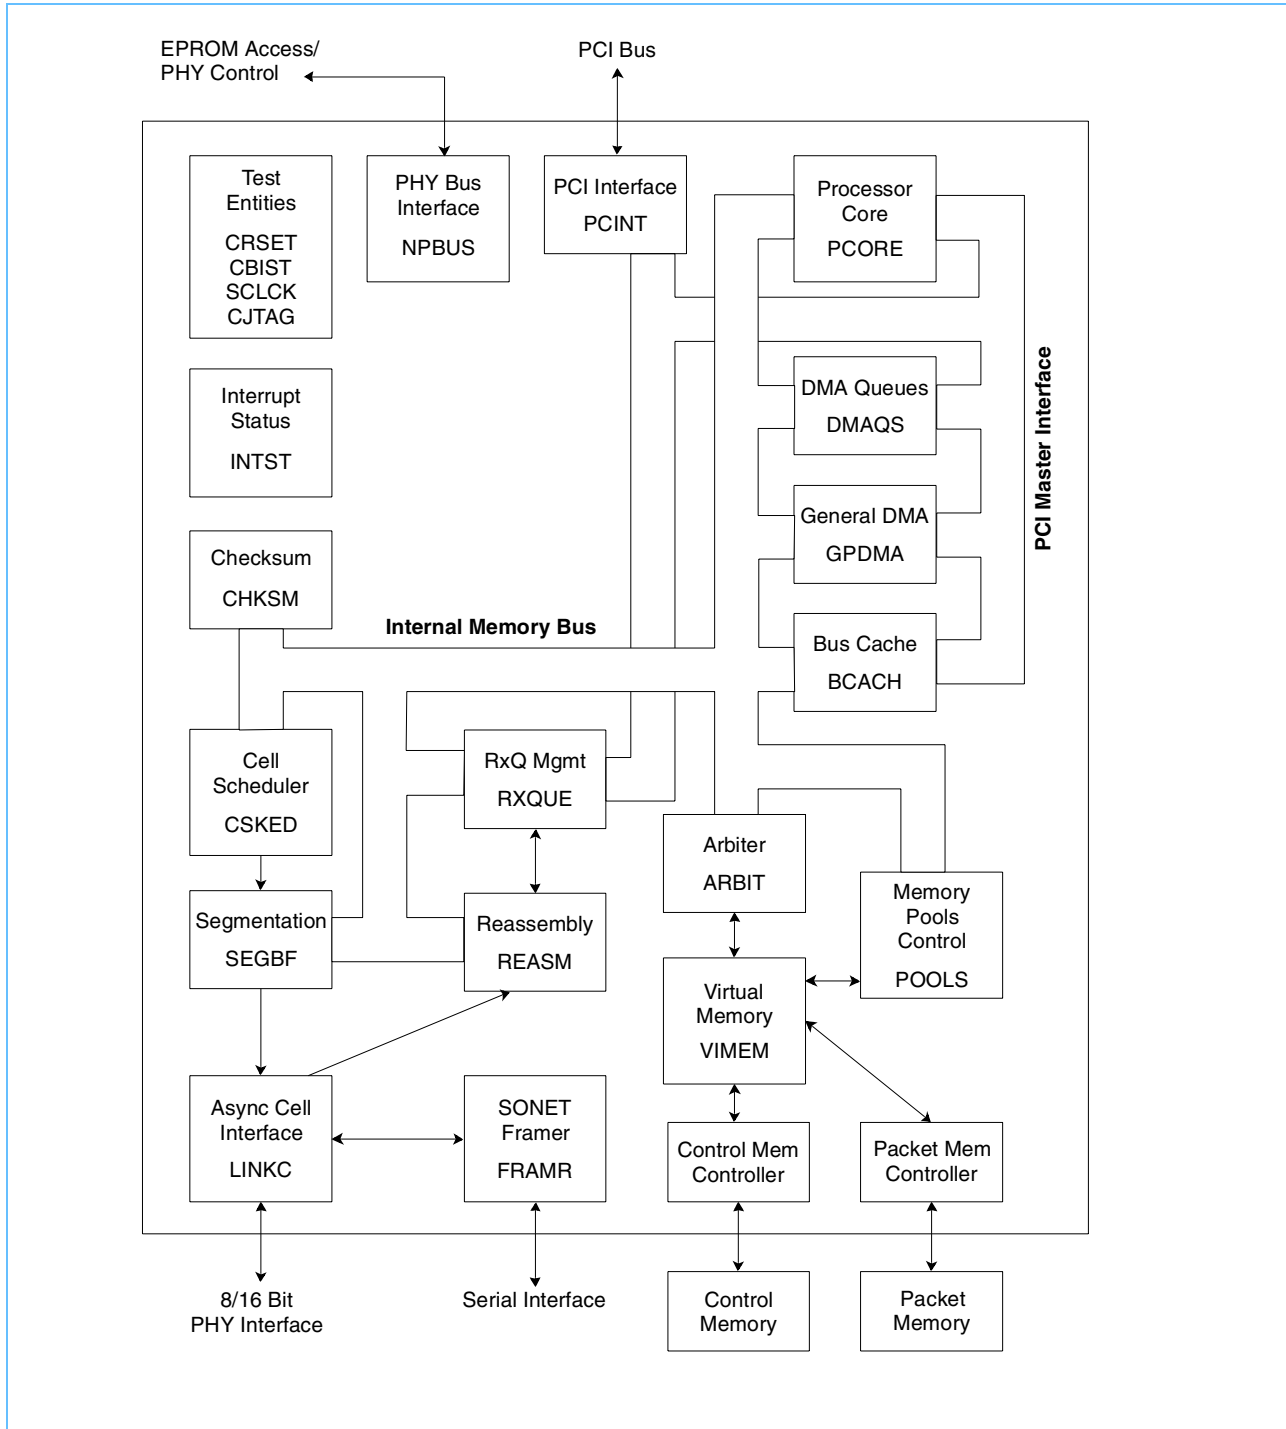 EPROM Access/
PHY Control
PCI Bus
Test
Entities
CRSET
CBIST
SCLCK
CJTAG
PHY Bus
Interface
NPBUS
PCI Interface
PCINT
Processor
Core
PCORE
Interrupt
Status
INTST
DMA Queues
DMAQS
PCI Master Interface
General DMA
GPDMA
Checksum
CHKSM
Internal Memory Bus
Bus Cache
BCACH
Cell
Scheduler
CSKED
RxQ Mgmt
RXQUE
Arbiter
ARBIT
Memory
Pools
Control
POOLS
Segmentation
SEGBF
Reassembly
REASM
Virtual
Memory
VIMEM
Async Cell
Interface
LINKC
SONET
Framer
FRAMR
Control Mem
Controller
Packet Mem
Controller
8/16 Bit
PHY Interface
Serial Interface
Control
Memory
Packet
Memory